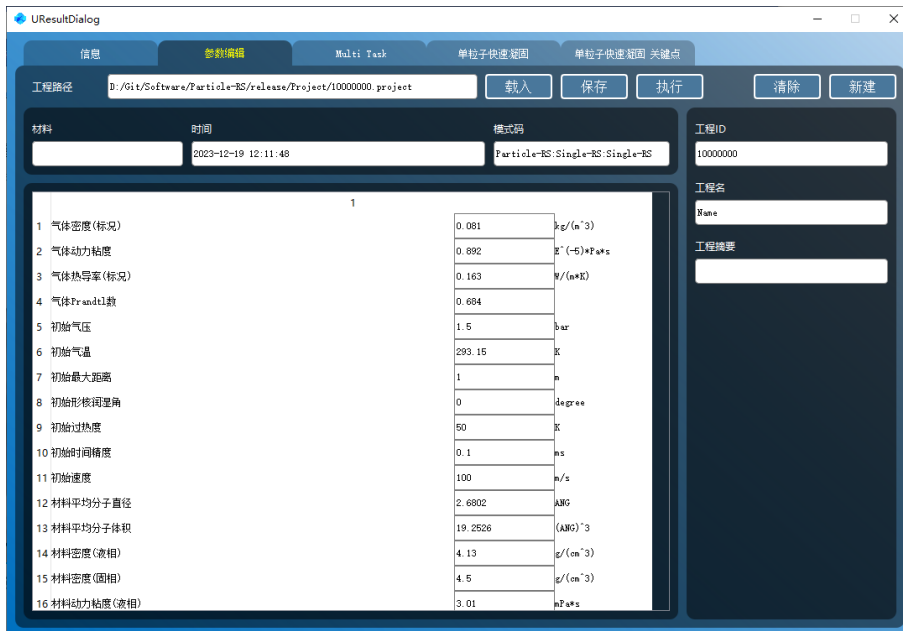 UResultDialog
信息 参数编辑 Multi Task 单粒子快速凝固 单粒子快速凝固 关键点
工程路径 D:/Git/Software/Particle-RS/release/Project/10000000.project 载入 保存 执行 清除 新建
材料 时间 模式码
2023-12-19 12:11:48 Particle-RS:Single-RS:Single-RS
工程ID
10000000
工程名
Name
工程摘要
1
1 气体密度(标况) 0.081 kg/(m^3)
2 气体动力粘度 0.892 E^(-5)*Pa*s
3 气体热导率(标况) 0.163 W/(m*K)
4 气体Prandtl数 0.684
5 初始气压 1.5 bar
6 初始气温 293.15 K
7 初始最大距离 1 m
8 初始形核润湿角 0 degree
9 初始过热度 50 K
10 初始时间精度 0.1 ms
11 初始速度 100 m/s
12 材料平均分子直径 2.6802 ANG
13 材料平均分子体积 19.2526 (ANG)^3
14 材料密度(液相) 4.13 g/(cm^3)
15 材料密度(固相) 4.5 g/(cm^3)
16 材料动力粘度(液相) 3.01 mPa*s